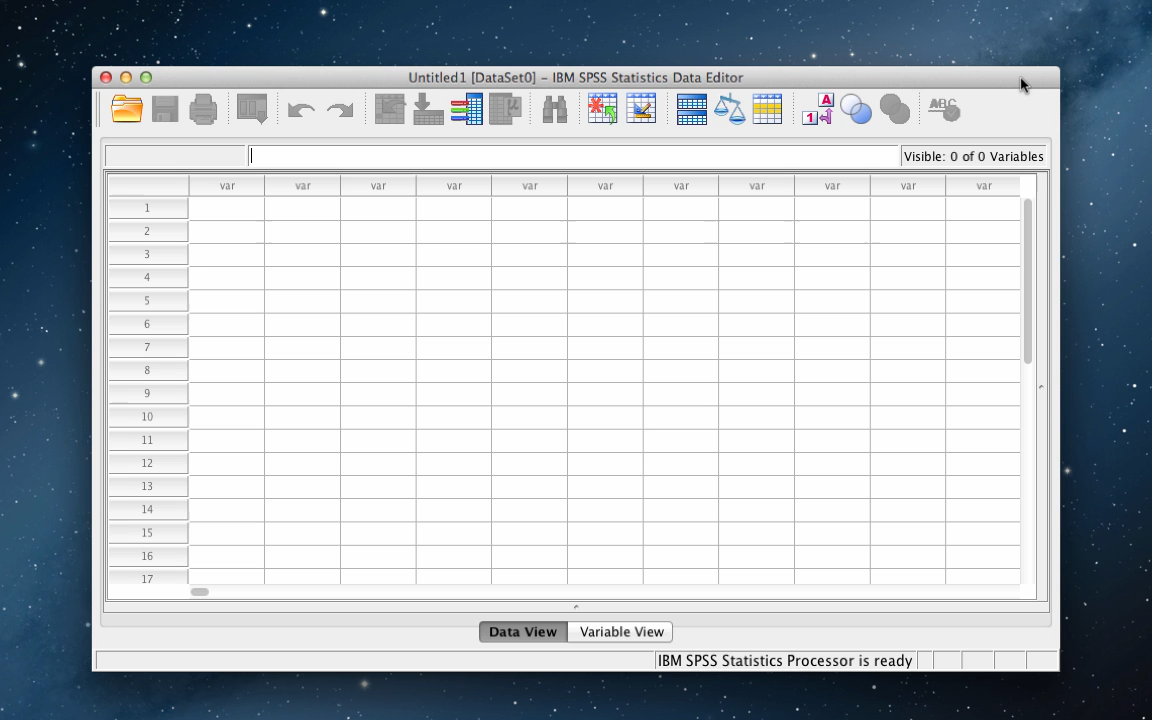 Untitled1 [DataSet0] – IBM SPSS Statistics Data Editor
A
1
ABC
Visible: 0 of 0 Variables
var var var var var var var var var var var
1
2
3
4
5
6
7
8
9
10
11
12
13
14
15
16
17
Data View Variable View
IBM SPSS Statistics Processor is ready